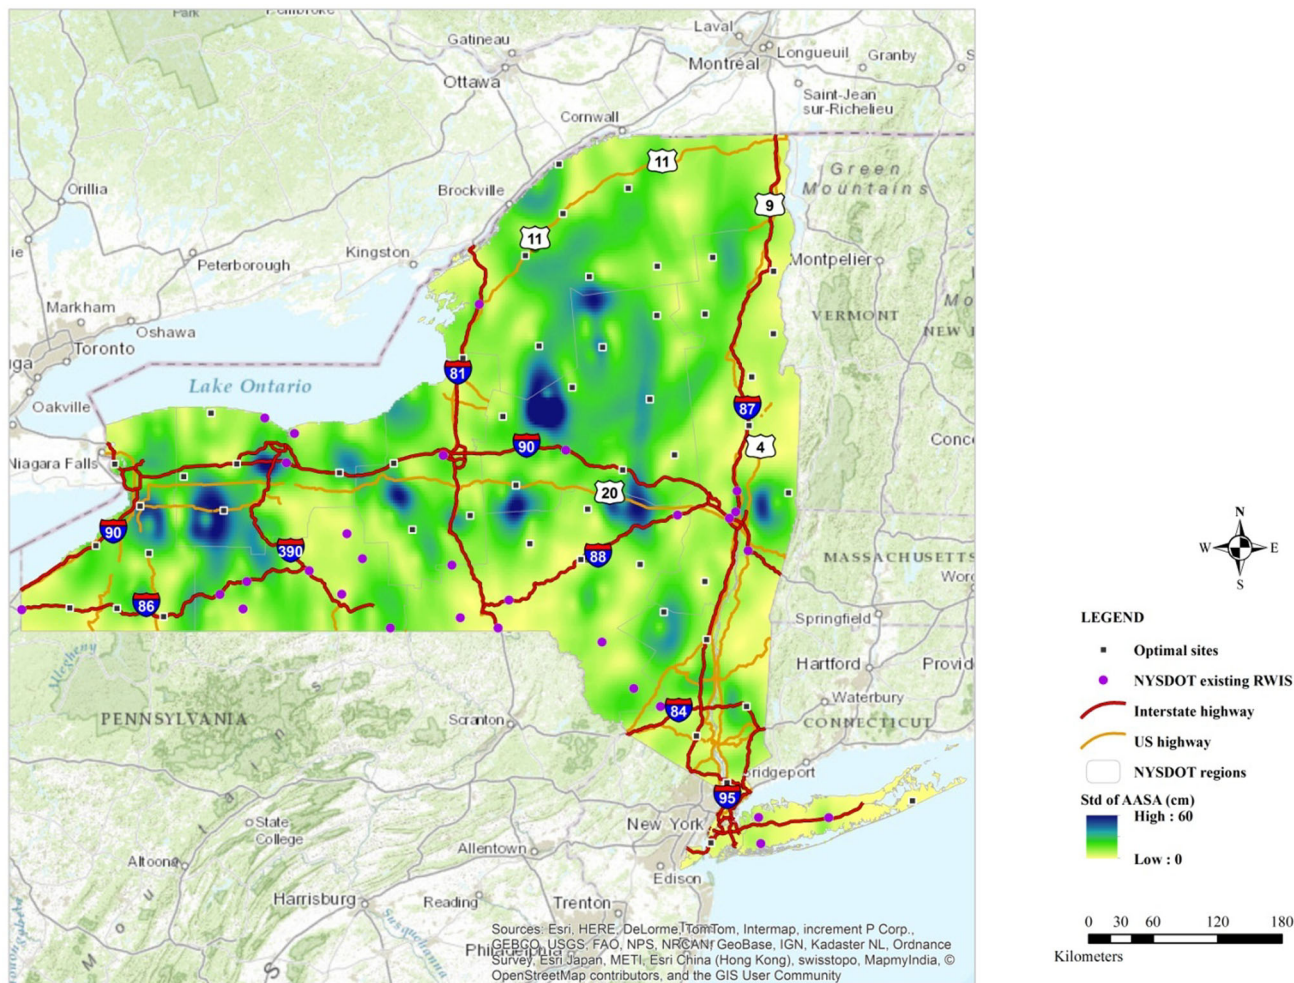 Park
Pembroke
Gatineau
Ottawa
Laval
Longueuil
Montréal
Granby
Saint-Jean
sur-Richelieu
Cornwall
Brockville
Kingston
Orillia
Peterborough
Markham
Oshawa
Toronto
Oakville
Lake Ontario
Niagara Falls
Green
Mountains
Montpelier
VERMONT
11
11
9
81
87
4
90
20
90
390
88
86
84
95
MASSACHUSETTS
Springfield
Hartford
Waterbury
CONNECTICUT
Bridgeport
Allegheny
PENNSYLVANIA
Scranton
State
College
Altoona
Allentown
New York
Edison
Harrisburg
Reading
Trenton
Susquehanna
Philadelphia
Sources: Esri, HERE, DeLorme, TomTom, Intermap, increment P Corp.,
GEBCO, USGS, FAO, NPS, NRCAN, GeoBase, IGN, Kadaster NL, Ordnance
Survey, Esri Japan, METI, Esri China (Hong Kong), swisstopo, MapmyIndia, ©
OpenStreetMap contributors, and the GIS User Community
N
W E
S
LEGEND
Optimal sites
NYSDOT existing RWIS
Interstate highway
US highway
NYSDOT regions
Std of AASA (cm)
High : 60
Low : 0
0 30 60 120 180
Kilometers